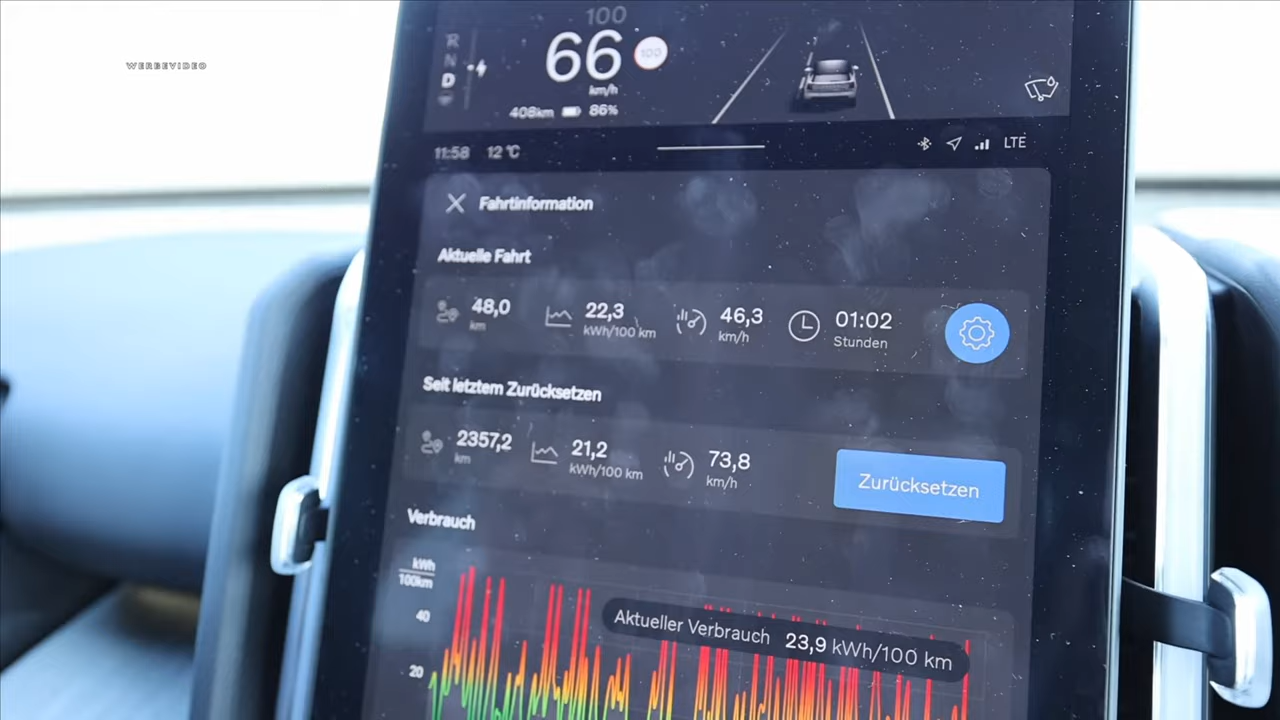 WERBEVIDEO
100
R
N
D
66
100
km/h
408km 86%
11:58 12 °C
LTE
Fahrtinformation
Aktuelle Fahrt
48,0 km
22,3 kWh/100 km
46,3 km/h
01:02 Stunden
Seit letztem Zurücksetzen
2357,2 km
21,2 kWh/100 km
73,8 km/h
Zurücksetzen
Verbrauch
kWh
100km
40
20
Aktueller Verbrauch 23,9 kWh/100 km